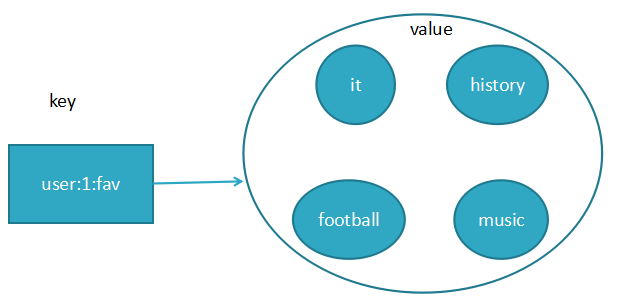 value
it
history
key
user:1:fav
football
music